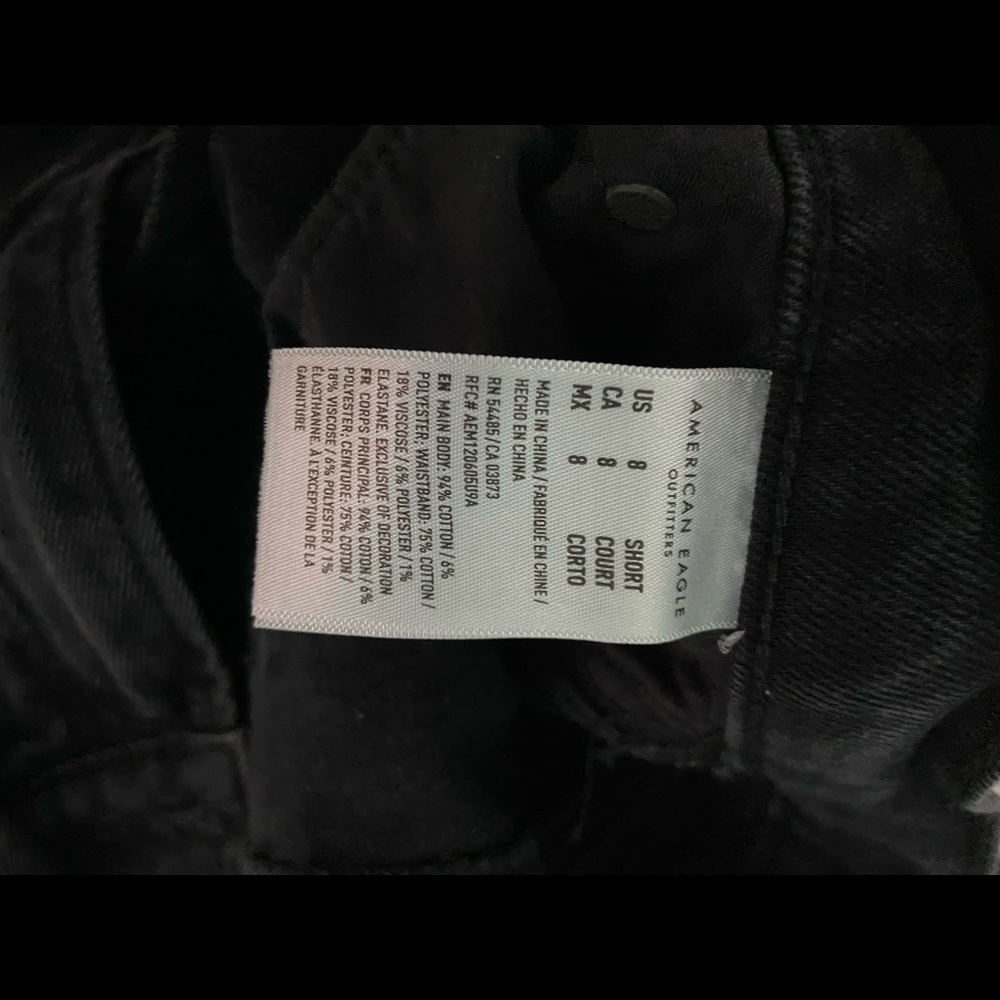 AMERICAN EAGLE
OUTFITTERS
US 8 SHORT
CA 8 COURT
MX 8 CORTO
MADE IN CHINA / FABRIQUÉ EN CHINE /
HECHO EN CHINA
RN 54485 / CA 03873
RFC# AEM120605U9A
EN MAIN BODY: 94% COTTON / 6%
POLYESTER; WAISTBAND: 75% COTTON /
18% VISCOSE / 6% POLYESTER / 1%
ELASTANE. EXCLUSIVE OF DECORATION
FR CORPS PRINCIPAL: 94% COTON / 6%
POLYESTER; CEINTURE: 75% COTON /
18% VISCOSE / 6% POLYESTER / 1%
ÉLASTHANNE. À L'EXCEPTION DE LA
GARNITURE